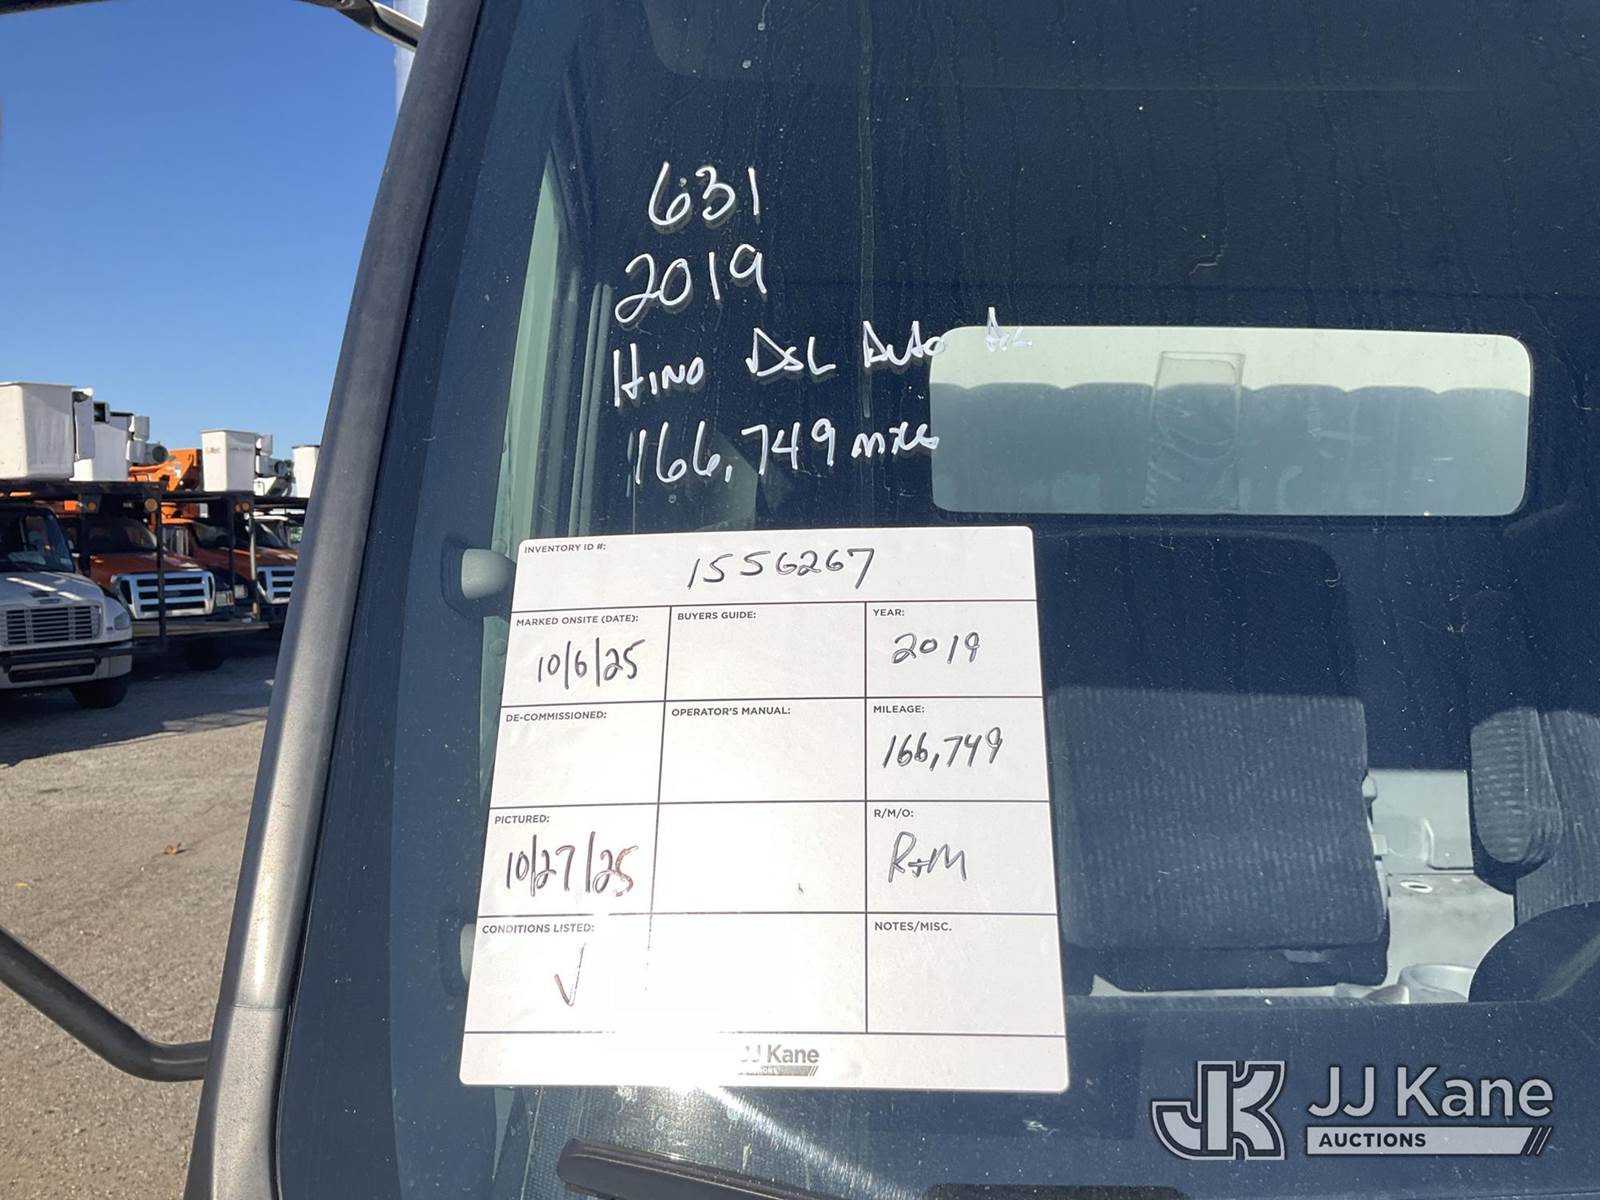 631
2019
HINO DSL Auto AC
166,749 miles
INVENTORY ID #:
1556267
MARKED ONSITE (DATE):
10/6/25
BUYERS GUIDE:
YEAR:
2019
DE-COMMISSIONED:
OPERATOR'S MANUAL:
MILEAGE:
166,749
PICTURED:
10/27/25
R/M/O:
R+M
CONDITIONS LISTED:
✓
NOTES/MISC.
JJ Kane
JJ Kane
AUCTIONS